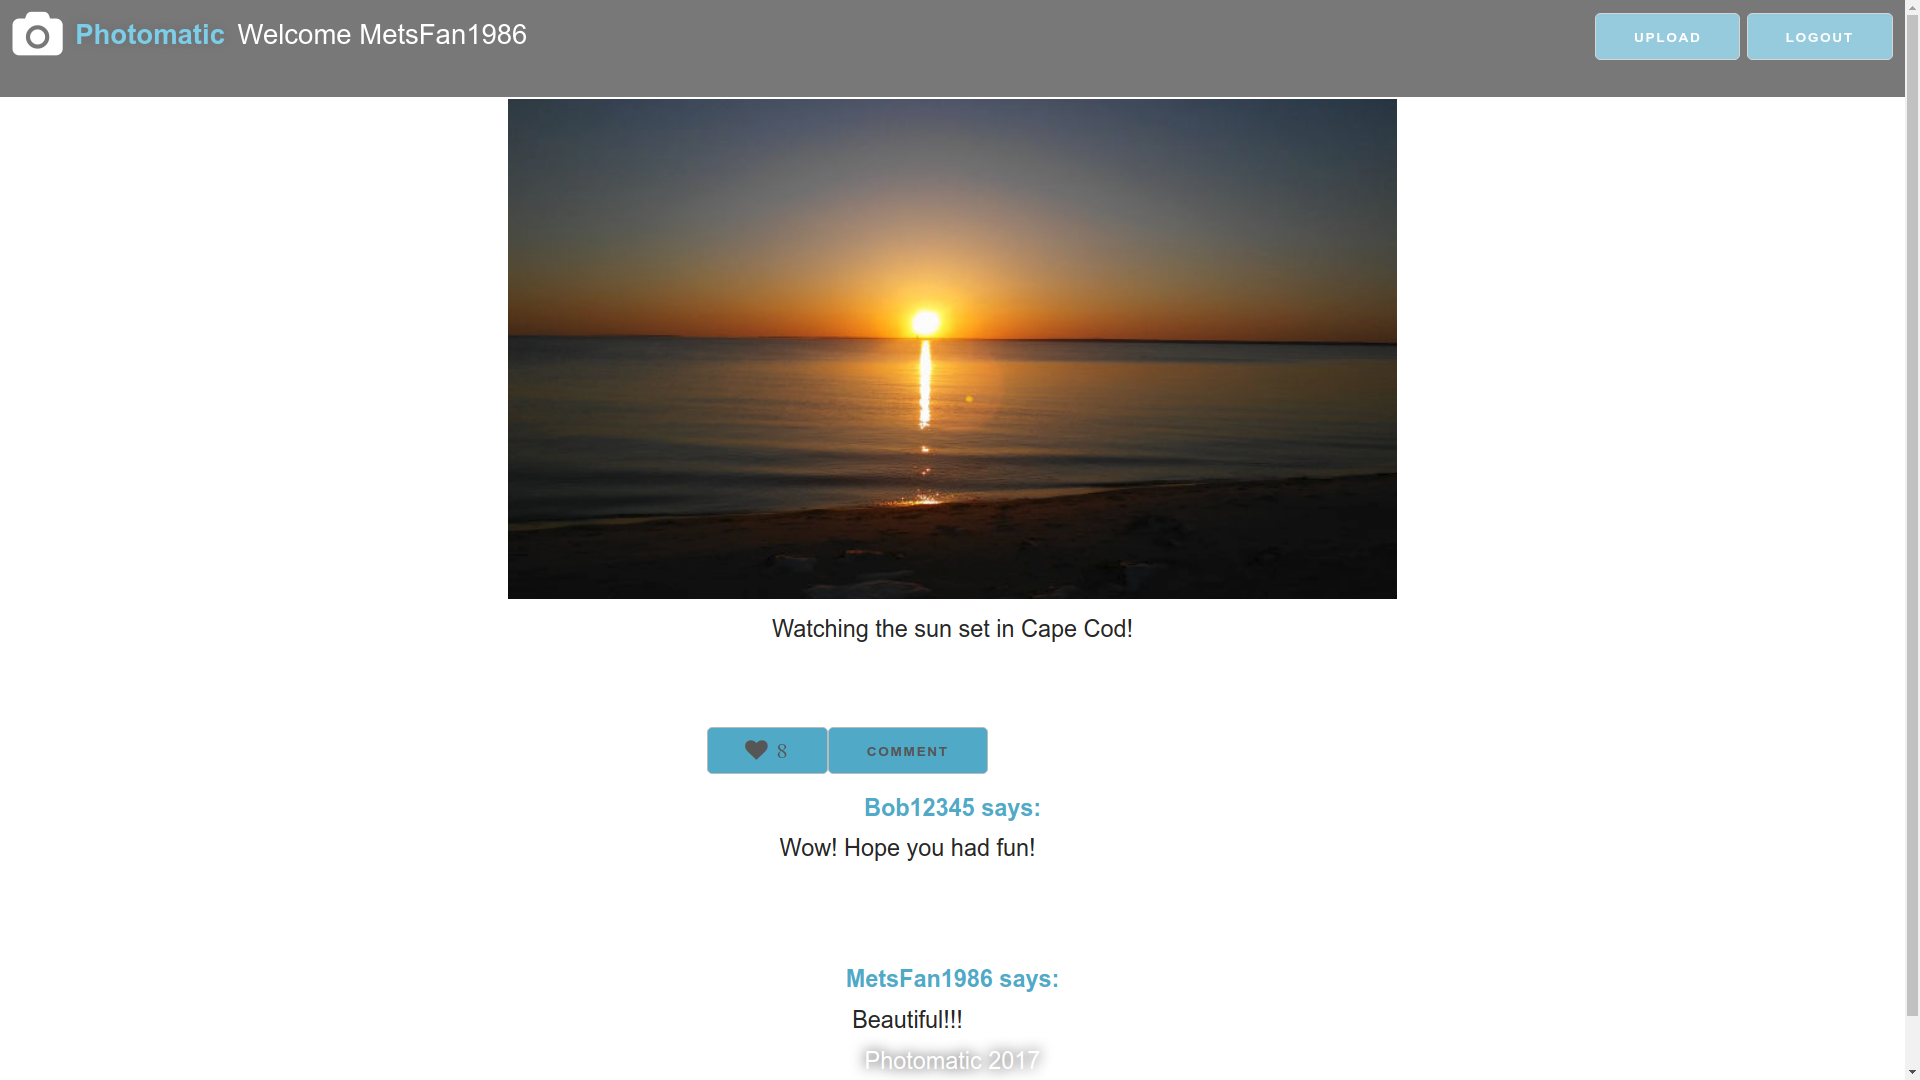 Photomatic Welcome MetsFan1986
UPLOAD
LOGOUT
Watching the sun set in Cape Cod!
8
COMMENT
Bob12345 says:
Wow! Hope you had fun!
MetsFan1986 says:
Beautiful!!!
Photomatic 2017